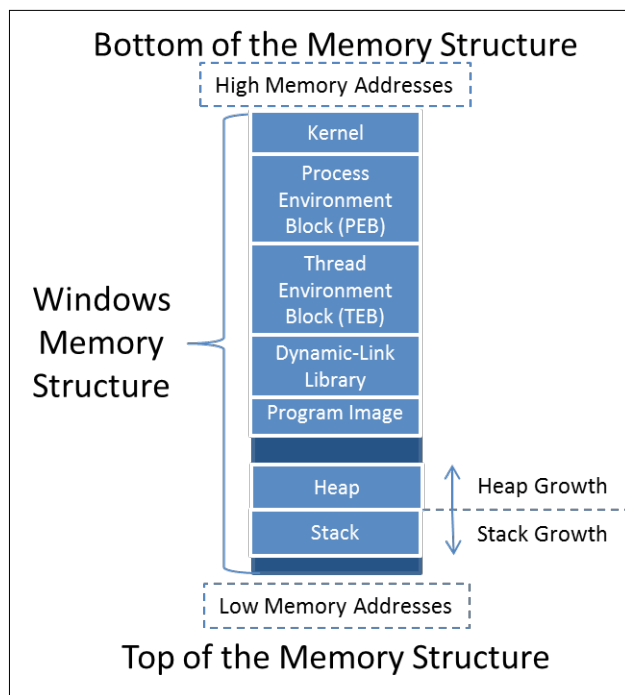 Bottom of the Memory Structure
High Memory Addresses
Kernel
Process
Environment
Block (PEB)
Thread
Environment
Block (TEB)
Dynamic-Link
Library
Program Image
Windows
Memory
Structure
Heap
Heap Growth
Stack
Stack Growth
Low Memory Addresses
Top of the Memory Structure